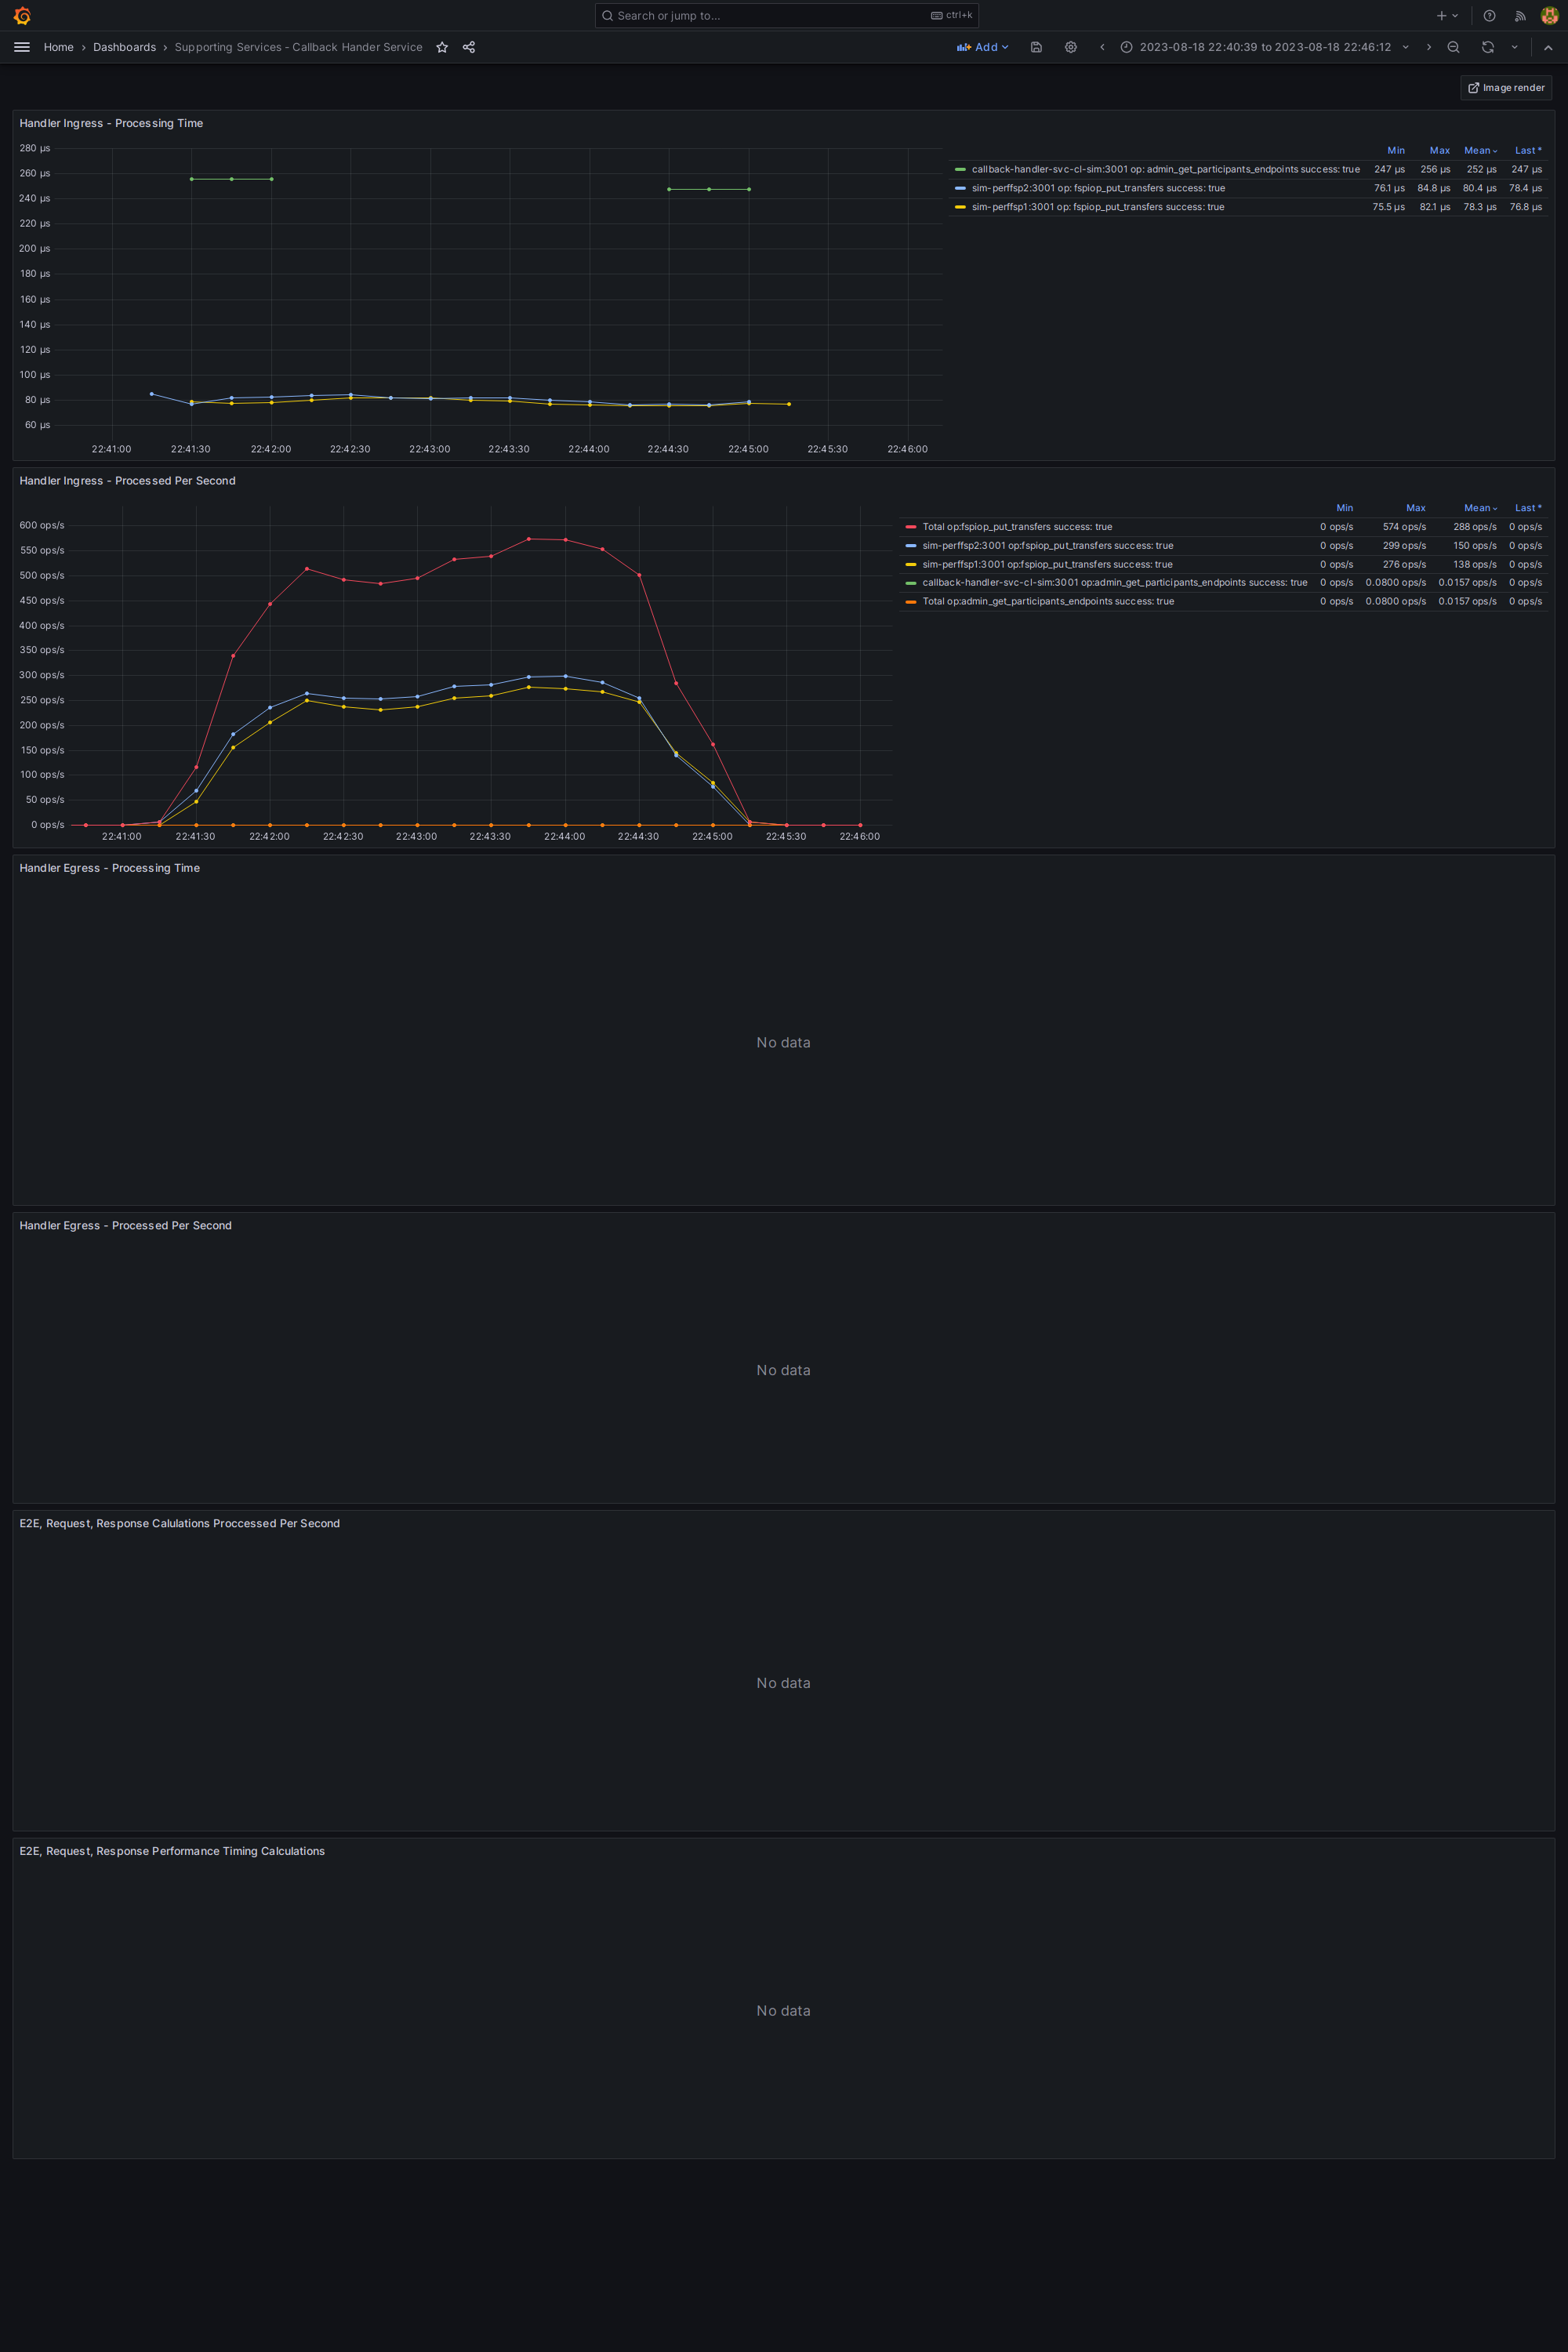 Search or jump to...
ctrl+k
Home › Dashboards › Supporting Services - Callback Hander Service
Add
2023-08-18 22:40:39 to 2023-08-18 22:46:12
Image render
Handler Ingress - Processing Time
280 µs
260 µs
240 µs
220 µs
200 µs
180 µs
160 µs
140 µs
120 µs
100 µs
80 µs
60 µs
22:41:00 22:41:30 22:42:00 22:42:30 22:43:00 22:43:30 22:44:00 22:44:30 22:45:00 22:45:30 22:46:00
Min Max Mean Last *
callback-handler-svc-cl-sim:3001 op: admin_get_participants_endpoints success: true 247 µs 256 µs 252 µs 247 µs
sim-perffsp2:3001 op: fspiop_put_transfers success: true 76.1 µs 84.8 µs 80.4 µs 78.4 µs
sim-perffsp1:3001 op: fspiop_put_transfers success: true 75.5 µs 82.1 µs 78.3 µs 76.8 µs
Handler Ingress - Processed Per Second
600 ops/s
550 ops/s
500 ops/s
450 ops/s
400 ops/s
350 ops/s
300 ops/s
250 ops/s
200 ops/s
150 ops/s
100 ops/s
50 ops/s
0 ops/s
22:41:00 22:41:30 22:42:00 22:42:30 22:43:00 22:43:30 22:44:00 22:44:30 22:45:00 22:45:30 22:46:00
Min Max Mean Last *
Total op:fspiop_put_transfers success: true 0 ops/s 574 ops/s 288 ops/s 0 ops/s
sim-perffsp2:3001 op:fspiop_put_transfers success: true 0 ops/s 299 ops/s 150 ops/s 0 ops/s
sim-perffsp1:3001 op:fspiop_put_transfers success: true 0 ops/s 276 ops/s 138 ops/s 0 ops/s
callback-handler-svc-cl-sim:3001 op:admin_get_participants_endpoints success: true 0 ops/s 0.0800 ops/s 0.0157 ops/s 0 ops/s
Total op:admin_get_participants_endpoints success: true 0 ops/s 0.0800 ops/s 0.0157 ops/s 0 ops/s
Handler Egress - Processing Time
No data
Handler Egress - Processed Per Second
No data
E2E, Request, Response Calulations Proccessed Per Second
No data
E2E, Request, Response Performance Timing Calculations
No data